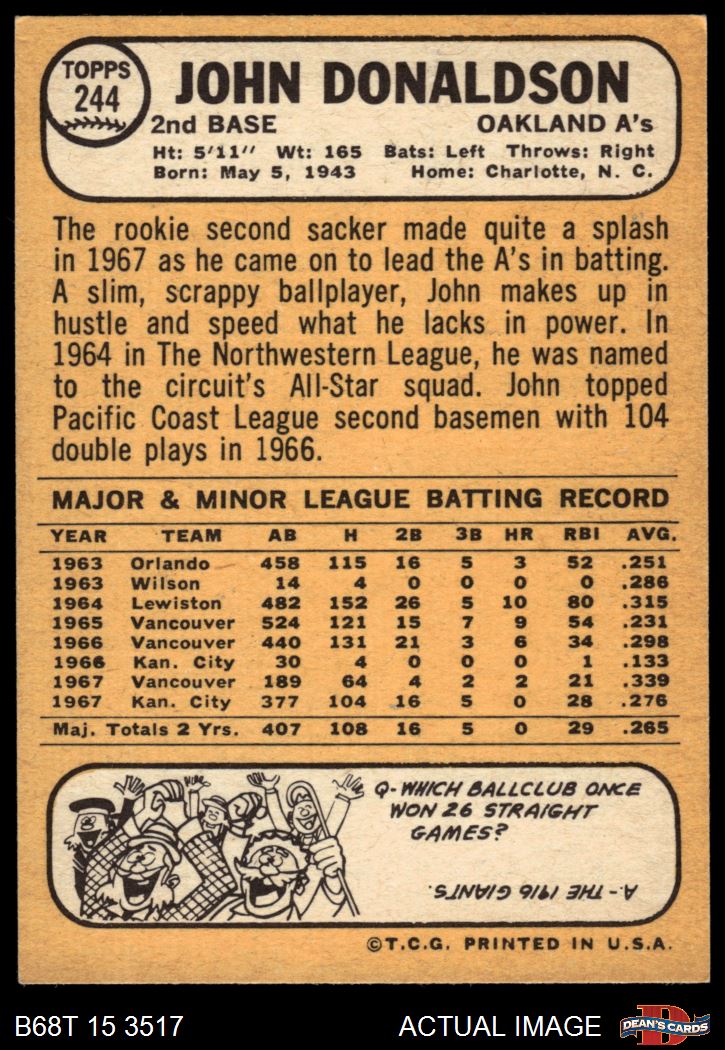 TOPPS
244
JOHN DONALDSON
2nd BASE OAKLAND A's
Ht: 5'11" Wt: 165 Bats: Left Throws: Right
Born: May 5, 1943 Home: Charlotte, N. C.
The rookie second sacker made quite a splash
in 1967 as he came on to lead the A's in batting.
A slim, scrappy ballplayer, John makes up in
hustle and speed what he lacks in power. In
1964 in The Northwestern League, he was named
to the circuit's All-Star squad. John topped
Pacific Coast League second basemen with 104
double plays in 1966.
MAJOR & MINOR LEAGUE BATTING RECORD
YEAR TEAM AB H 2B 3B HR RBI AVG.
1963 Orlando 458 115 16 5 3 52 .251
1963 Wilson 14 4 0 0 0 0 .286
1964 Lewiston 482 152 26 5 10 80 .315
1965 Vancouver 524 121 15 7 9 54 .231
1966 Vancouver 440 131 21 3 6 34 .298
1966 Kan. City 30 4 0 0 0 1 .133
1967 Vancouver 189 64 4 2 2 21 .339
1967 Kan. City 377 104 16 5 0 28 .276
Maj. Totals 2 Yrs. 407 108 16 5 0 29 .265
Q-WHICH BALLCLUB ONCE
WON 26 STRAIGHT
GAMES?
A-THE 1916 GIANTS.
©T.C.G. PRINTED IN U.S.A.
B68T 15 3517 ACTUAL IMAGE D DEAN'S CARDS